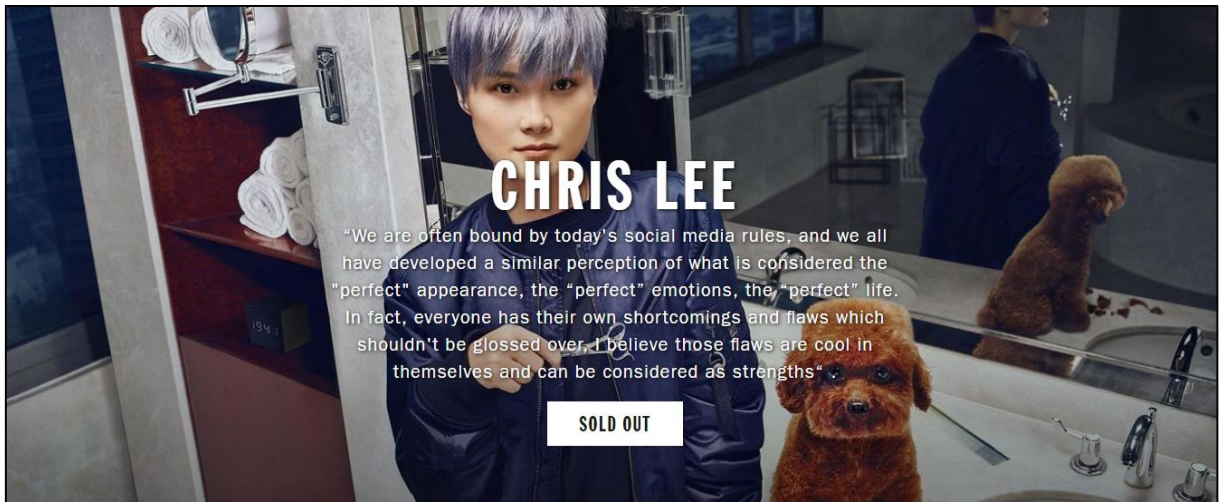 CHRIS LEE
“We are often bound by today's social media rules, and we all
have developed a similar perception of what is considered the
"perfect" appearance, the “perfect” emotions, the “perfect” life.
In fact, everyone has their own shortcomings and flaws which
shouldn't be glossed over. I believe those flaws are cool in
themselves and can be considered as strengths“
SOLD OUT